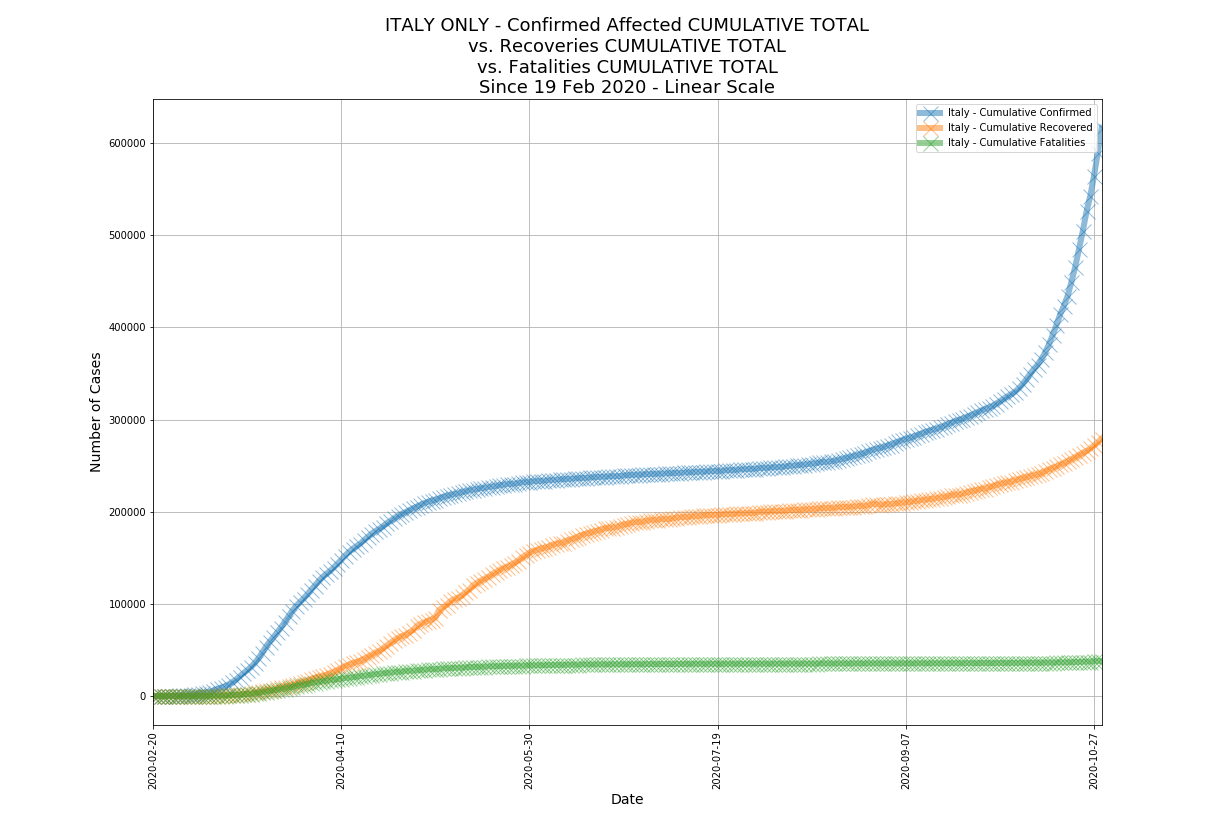 ITALY ONLY - Confirmed Affected CUMULATIVE TOTAL
vs. Recoveries CUMULATIVE TOTAL
vs. Fatalities CUMULATIVE TOTAL
Since 19 Feb 2020 - Linear Scale
Italy - Cumulative Confirmed
Italy - Cumulative Recovered
Italy - Cumulative Fatalities
Number of Cases
600000
500000
400000
300000
200000
100000
0
2020-02-20
2020-04-10
2020-05-30
2020-07-19
2020-09-07
2020-10-27
Date